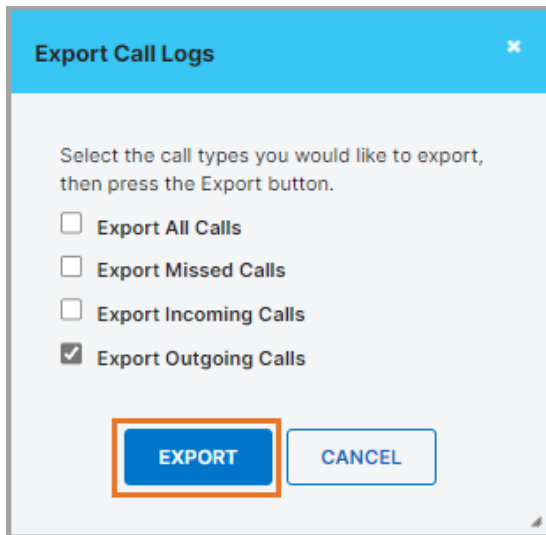 Export Call Logs
Select the call types you would like to export,
then press the Export button.
Export All Calls
Export Missed Calls
Export Incoming Calls
Export Outgoing Calls
EXPORT CANCEL